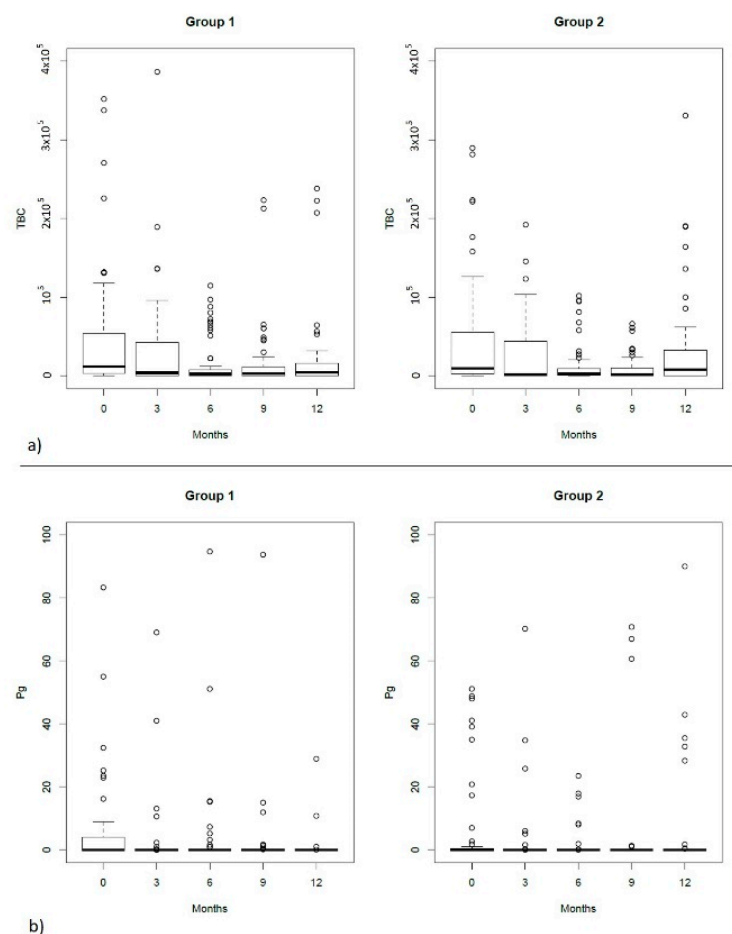 Group 1
4x10⁵
3x10⁵
2x10⁵
10⁵
0
TBC
0 3 6 9 12
Months
Group 2
4x10⁵
3x10⁵
2x10⁵
10⁵
0
TBC
0 3 6 9 12
Months
a)
Group 1
100
80
60
40
20
0
Pg
0 3 6 9 12
Months
Group 2
100
80
60
40
20
0
Pg
0 3 6 9 12
Months
b)